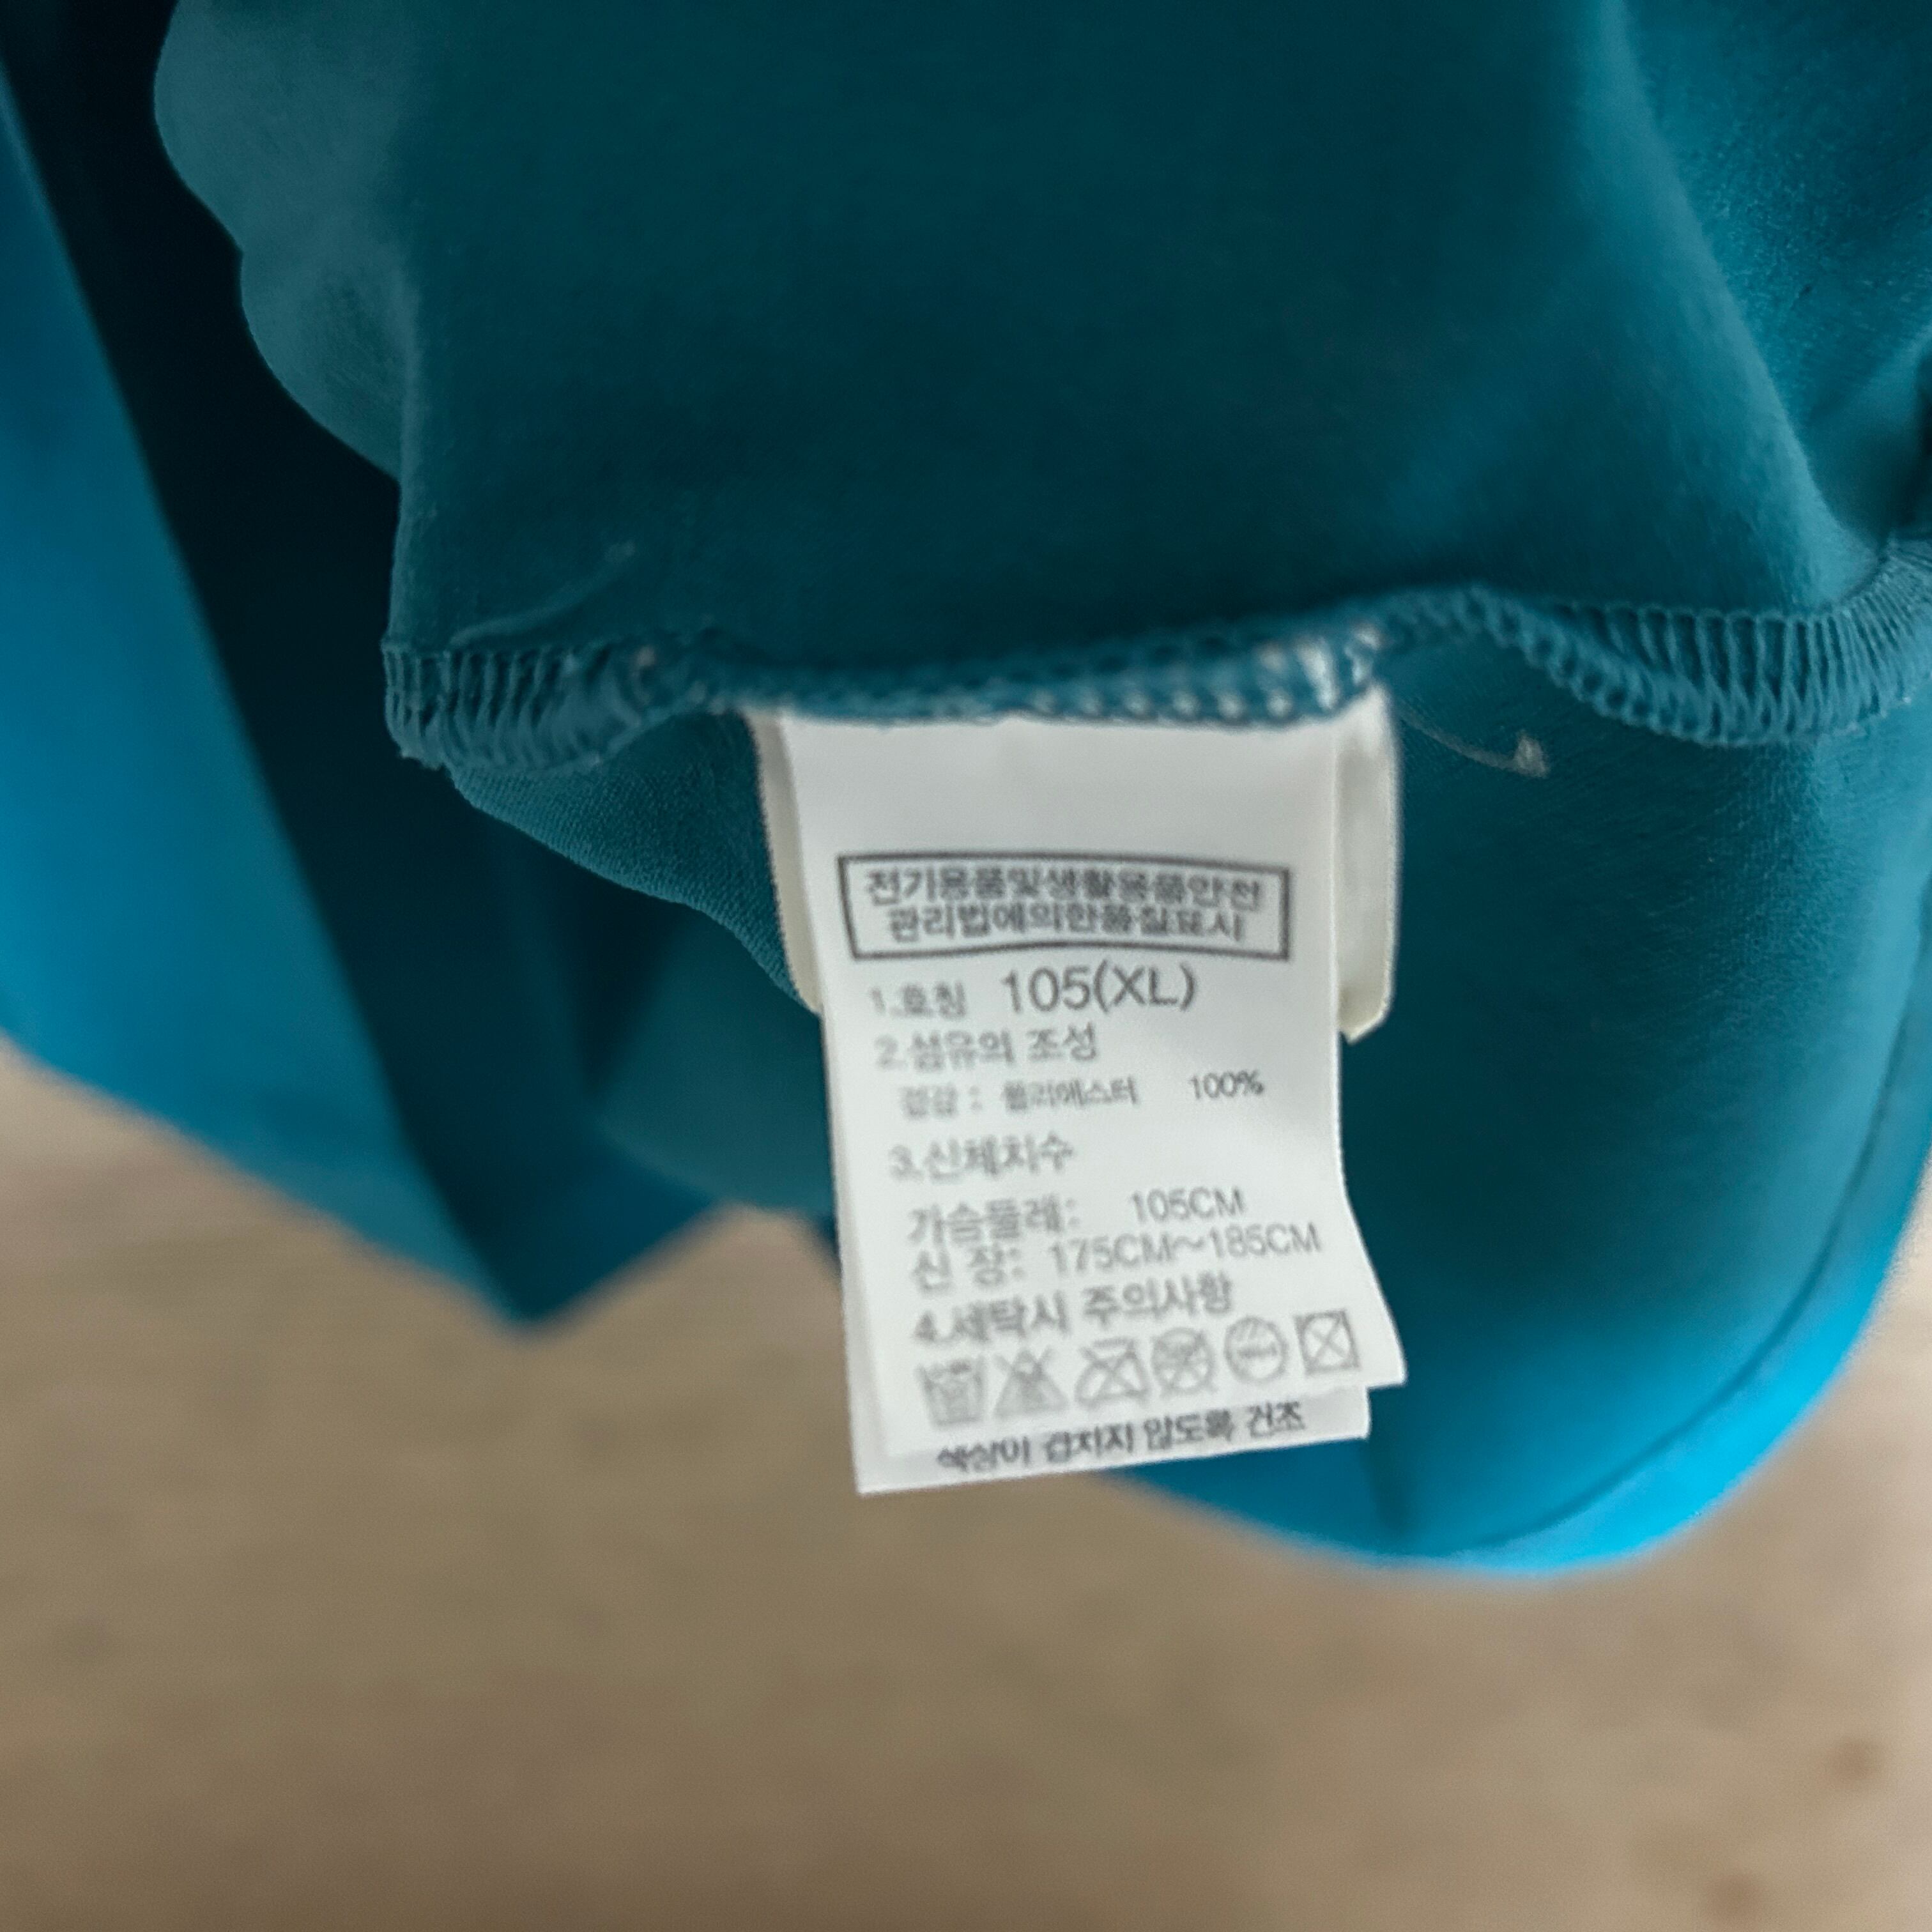 전기용품및생활용품안전
관리법에의한품질표시
1.호칭 105(XL)
2.섬유의 조성
겉감 : 폴리에스터 100%
3.신체치수
가슴둘레: 105CM
신 장: 175CM~185CM
4.세탁시 주의사항
색상이 겹치지 않도록 건조